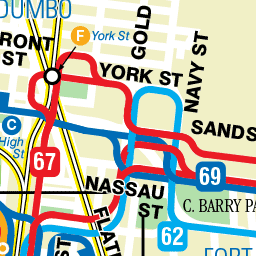 DUMBO
F York St
FRONT
ST
GOLD
YORK ST
NAVY ST
SANDS
C
High
St
67
69
NASSAU
ST
C. BARRY PA
62
FLAT
ST
FORT